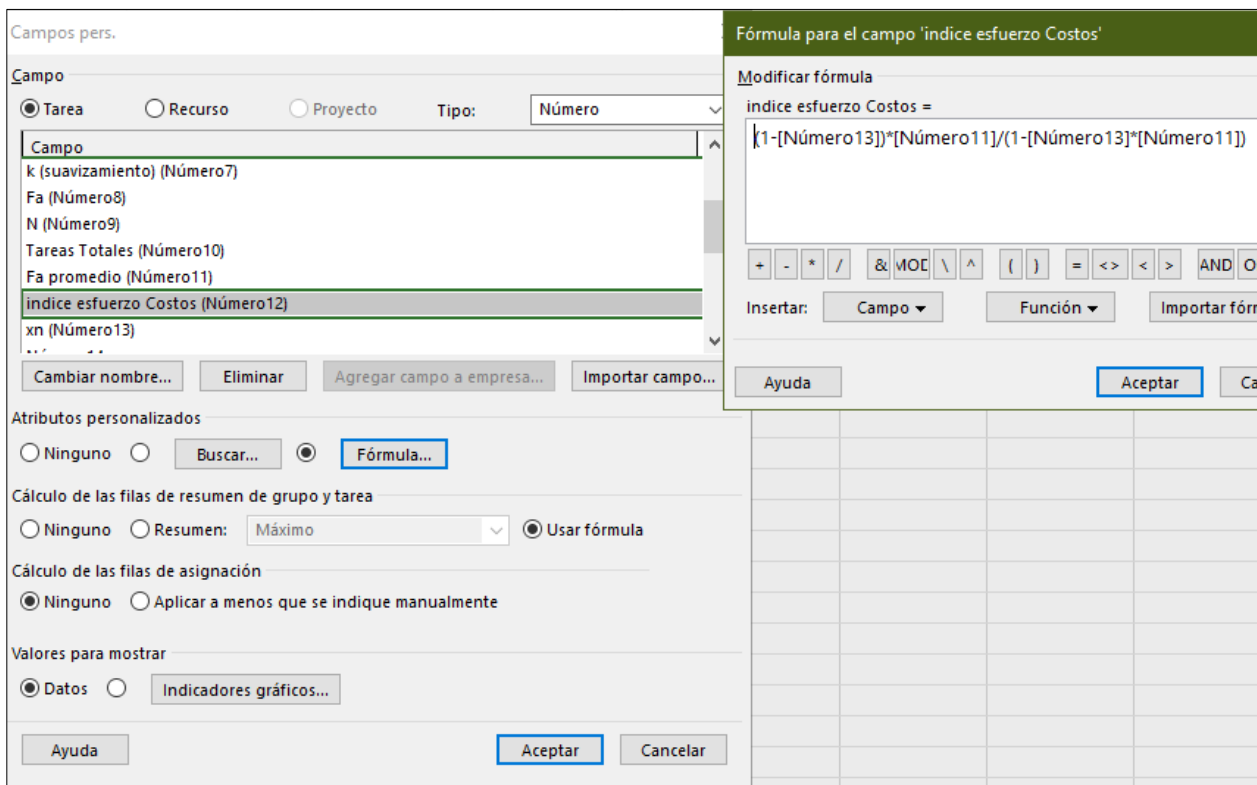 Campos pers.
Campo
Tarea Recurso Proyecto Tipo: Número
Campo
k (suavizamiento) (Número7)
Fa (Número8)
N (Número9)
Tareas Totales (Número10)
Fa promedio (Número11)
indice esfuerzo Costos (Número12)
xn (Número13)
Cambiar nombre... Eliminar Agregar campo a empresa... Importar campo...
Atributos personalizados
Ninguno Buscar... Fórmula...
Cálculo de las filas de resumen de grupo y tarea
Ninguno Resumen: Máximo Usar fórmula
Cálculo de las filas de asignación
Ninguno Aplicar a menos que se indique manualmente
Valores para mostrar
Datos Indicadores gráficos...
Ayuda Aceptar Cancelar
Fórmula para el campo 'indice esfuerzo Costos'
Modificar fórmula
indice esfuerzo Costos =
(1-[Número13])*[Número11]/(1-[Número13]*[Número11])
+ - * / & MOD \ ^ ( ) = <> < > AND O
Insertar: Campo Función Importar fór
Ayuda Aceptar Ca